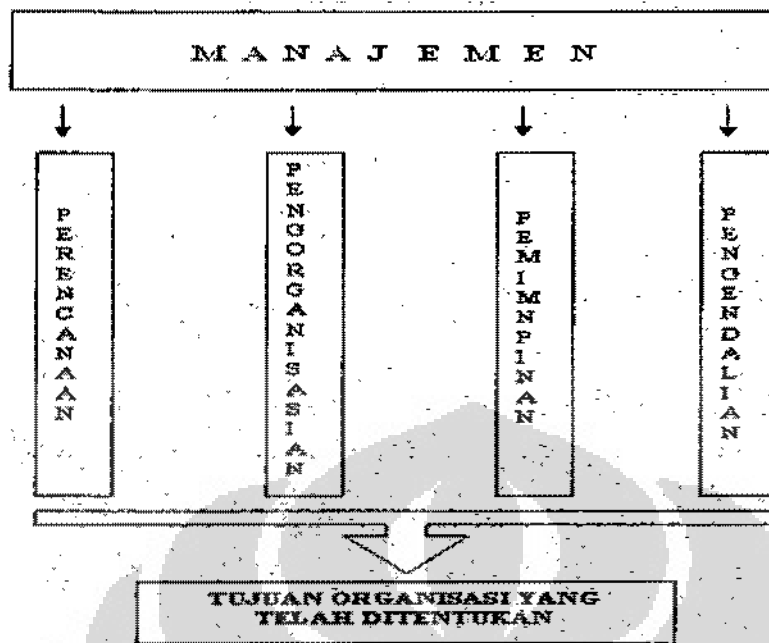 MANAJEMEN
PERENCANAAN
PENGORGANISASIAN
PEMIMNPINAN
PENGENDALIAN
TUJUAN ORGANISASI YANG
TELAH DITENTUKAN